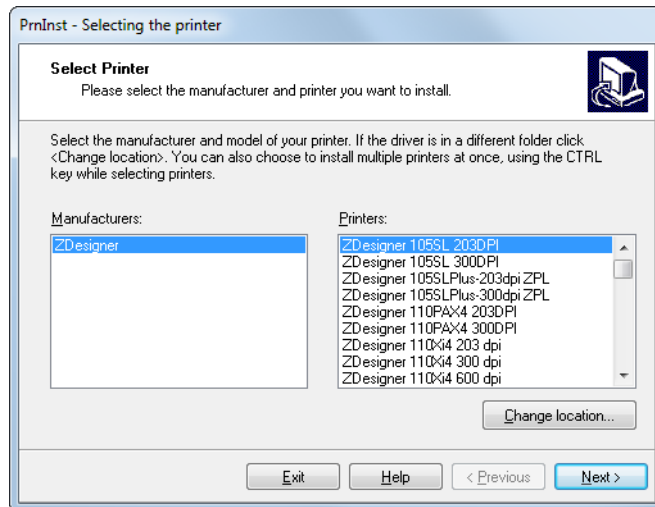 PrnInst - Selecting the printer
Select Printer
Please select the manufacturer and printer you want to install.
Select the manufacturer and model of your printer. If the driver is in a different folder click
<Change location>. You can also choose to install multiple printers at once, using the CTRL
key while selecting printers.
Manufacturers:
ZDesigner
Printers:
ZDesigner 105SL 203DPI
ZDesigner 105SL 300DPI
ZDesigner 105SLPlus-203dpi ZPL
ZDesigner 105SLPlus-300dpi ZPL
ZDesigner 110PAX4 203DPI
ZDesigner 110PAX4 300DPI
ZDesigner 110Xi4 203 dpi
ZDesigner 110Xi4 300 dpi
ZDesigner 110Xi4 600 dpi
Change location...
Exit Help < Previous Next >